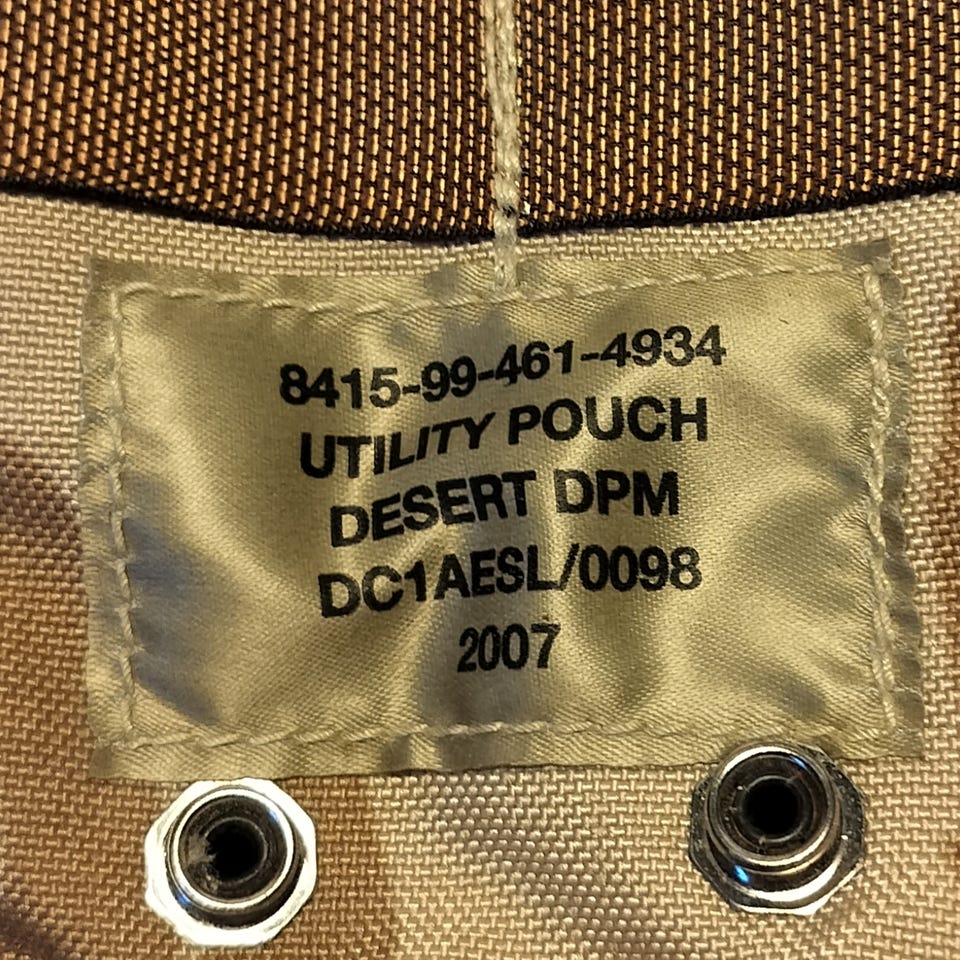 8415-99-461-4934
UTILITY POUCH
DESERT DPM
DC1AESL/0098
2007